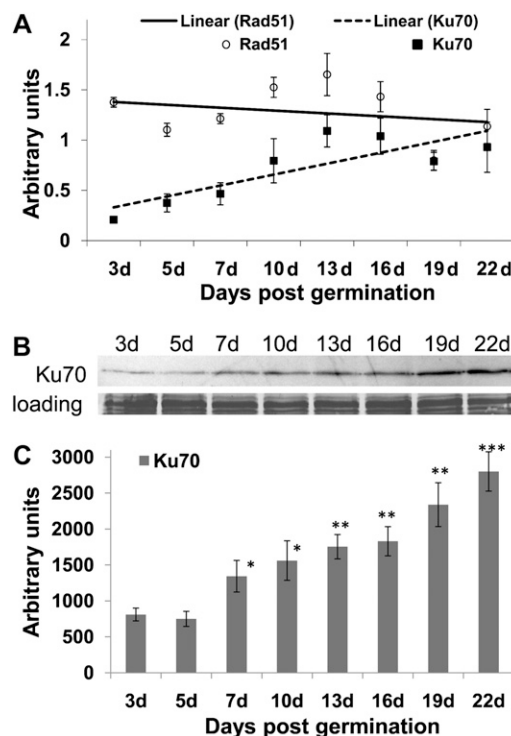 A
Linear (Rad51) Linear (Ku70)
Rad51 Ku70
2
1.5
1
0.5
0
Arbitrary units
3d 5d 7d 10d 13d 16d 19d 22d
Days post germination
B
3d 5d 7d 10d 13d 16d 19d 22d
Ku70
loading
C
Ku70
3000
2500
2000
1500
1000
500
0
Arbitrary units
* * ** ** ** ***
3d 5d 7d 10d 13d 16d 19d 22d
Days post germination